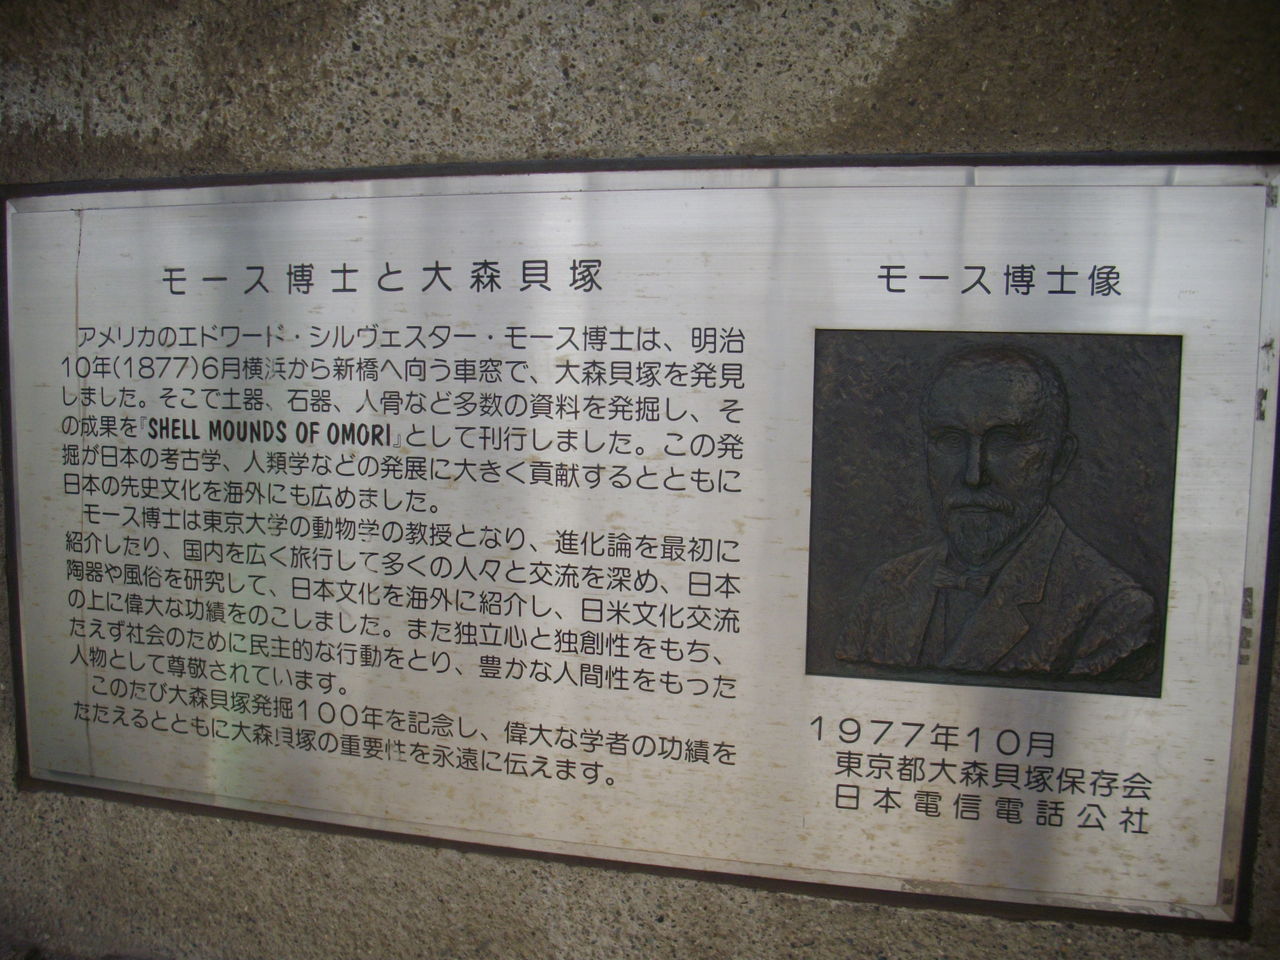 モース博士と大森貝塚
アメリカのエドワード・シルヴェスター・モース博士は、明治
10年(1877)6月横浜から新橋へ向う車窓で、大森貝塚を発見
しました。そこで土器、石器、人骨など多数の資料を発掘し、そ
の成果を『SHELL MOUNDS OF OMORI』として刊行しました。この発
掘が日本の考古学、人類学などの発展に大きく貢献するとともに
日本の先史文化を海外にも広めました。
モース博士は東京大学の動物学の教授となり、進化論を最初に
紹介したり、国内を広く旅行して多くの人々と交流を深め、日本
陶器や風俗を研究して、日本文化を海外に紹介し、日米文化交流
の上に偉大な功績をのこしました。また独立心と独創性をもち、
たえず社会のために民主的な行動をとり、豊かな人間性をもつた
人物として尊敬されています。
このたび大森貝塚発掘100年を記念し、偉大な学者の功績を
たたえるとともに大森貝塚の重要性を永遠に伝えます。
モース博士像
1977年10月
東京都大森貝塚保存会
日本電信電話公社